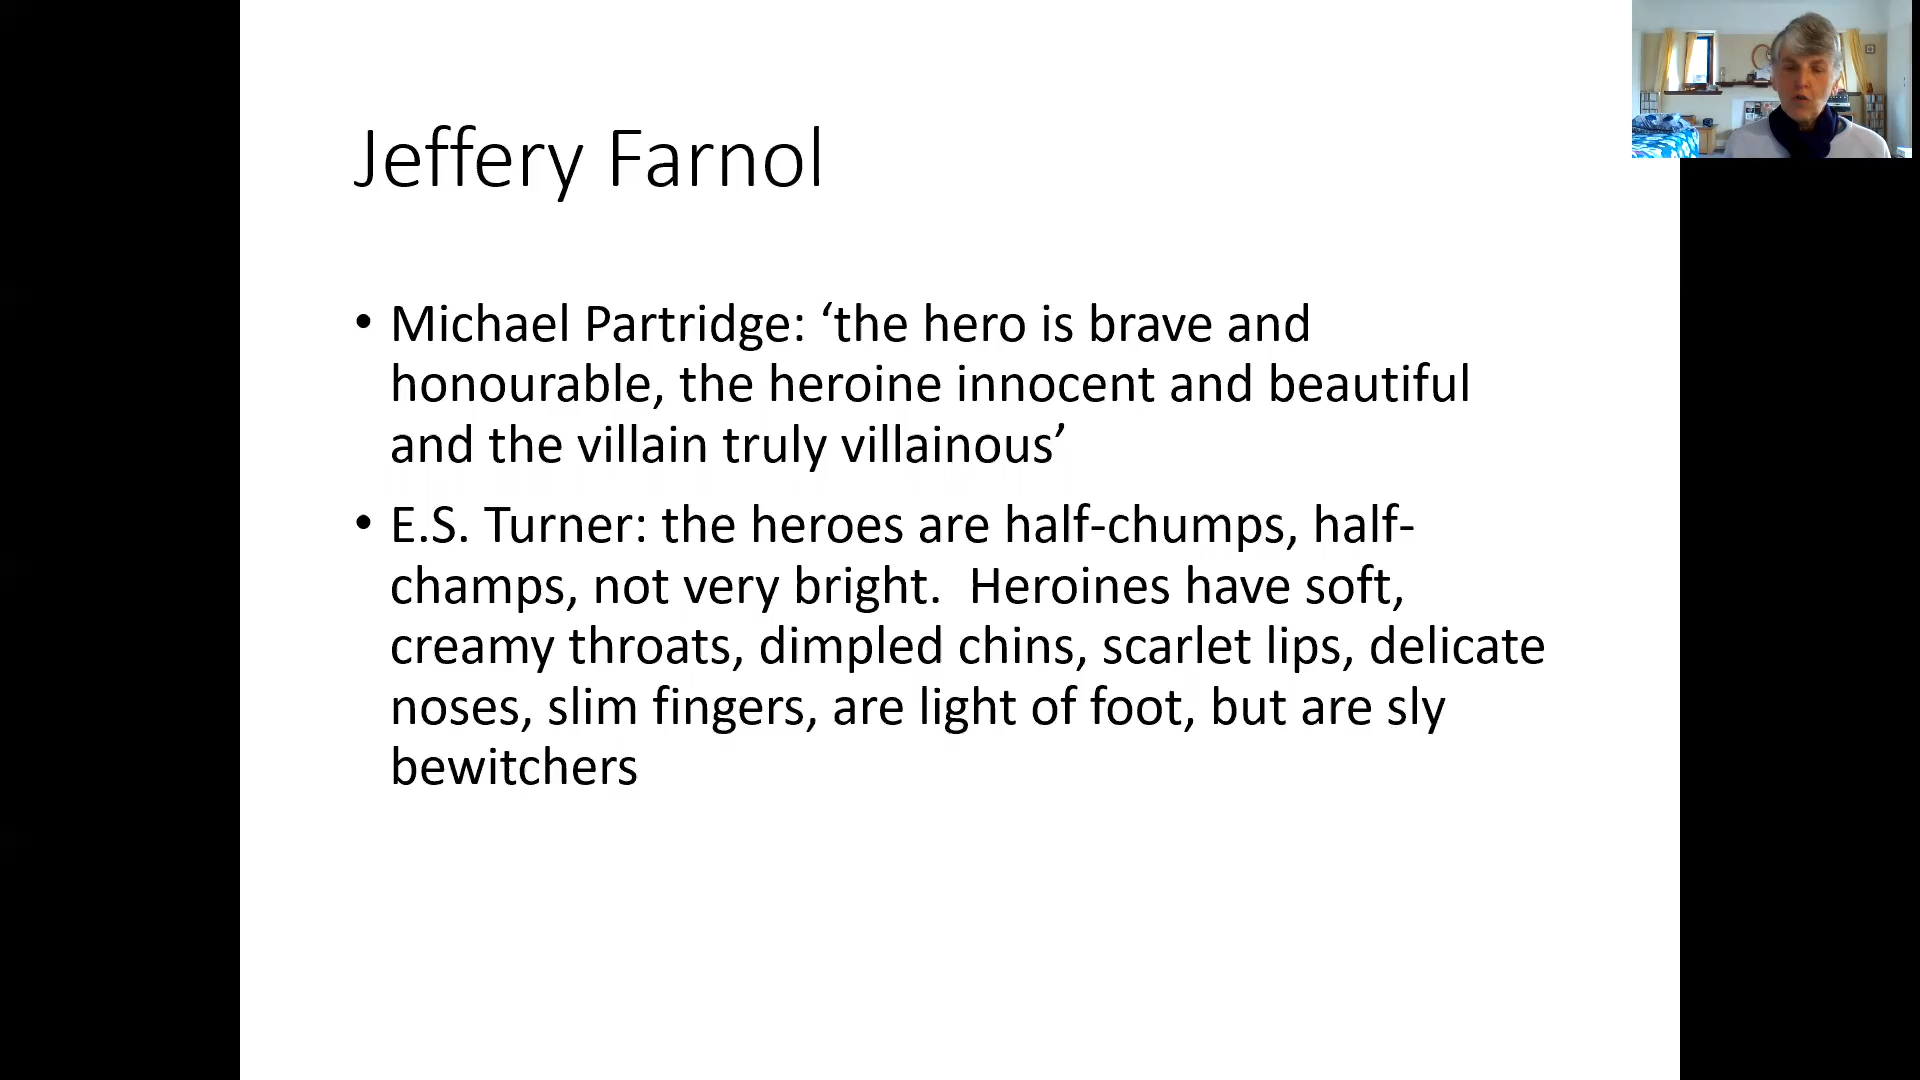 Jeffery Farnol
• Michael Partridge: ‘the hero is brave and
honourable, the heroine innocent and beautiful
and the villain truly villainous’
• E.S. Turner: the heroes are half-chumps, half-
champs, not very bright.  Heroines have soft,
creamy throats, dimpled chins, scarlet lips, delicate
noses, slim fingers, are light of foot, but are sly
bewitchers